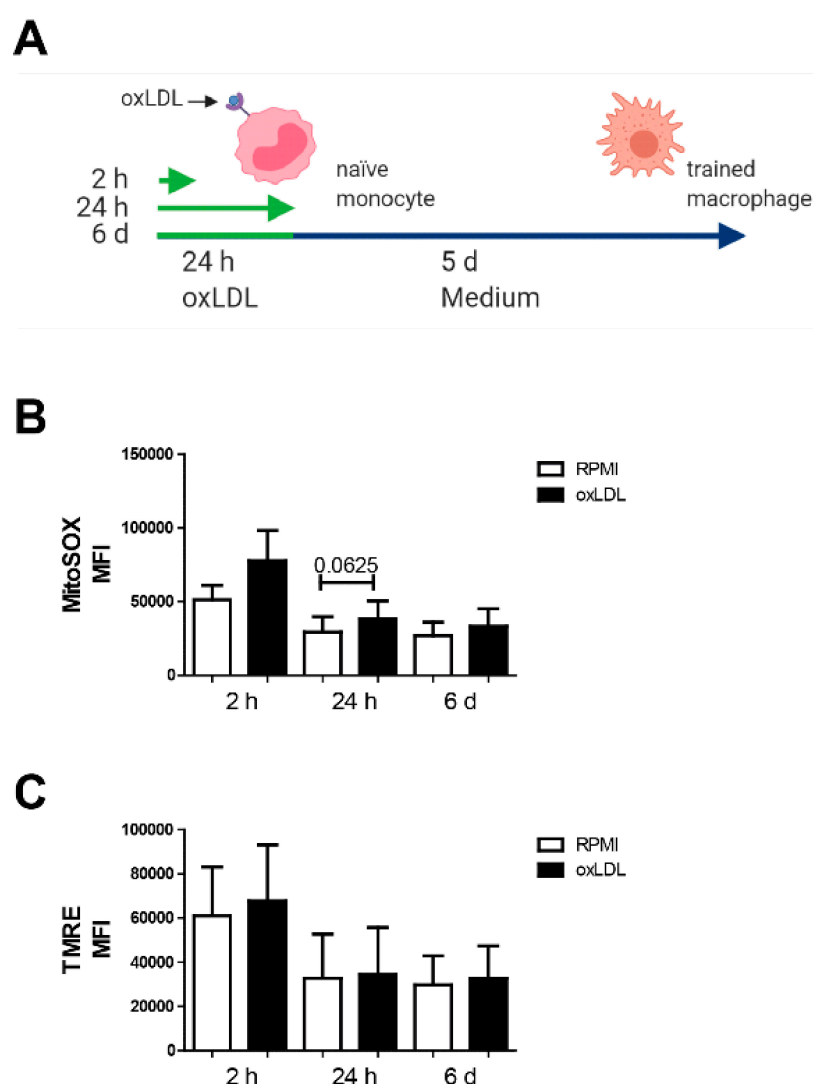 A
oxLDL
naïve
monocyte
trained
macrophage
2 h
24 h
6 d
24 h
oxLDL
5 d
Medium
B
150000
100000
50000
0
MitoSOX
MFI
0.0625
RPMI
oxLDL
2 h
24 h
6 d
C
100000
80000
60000
40000
20000
0
TMRE
MFI
RPMI
oxLDL
2 h
24 h
6 d